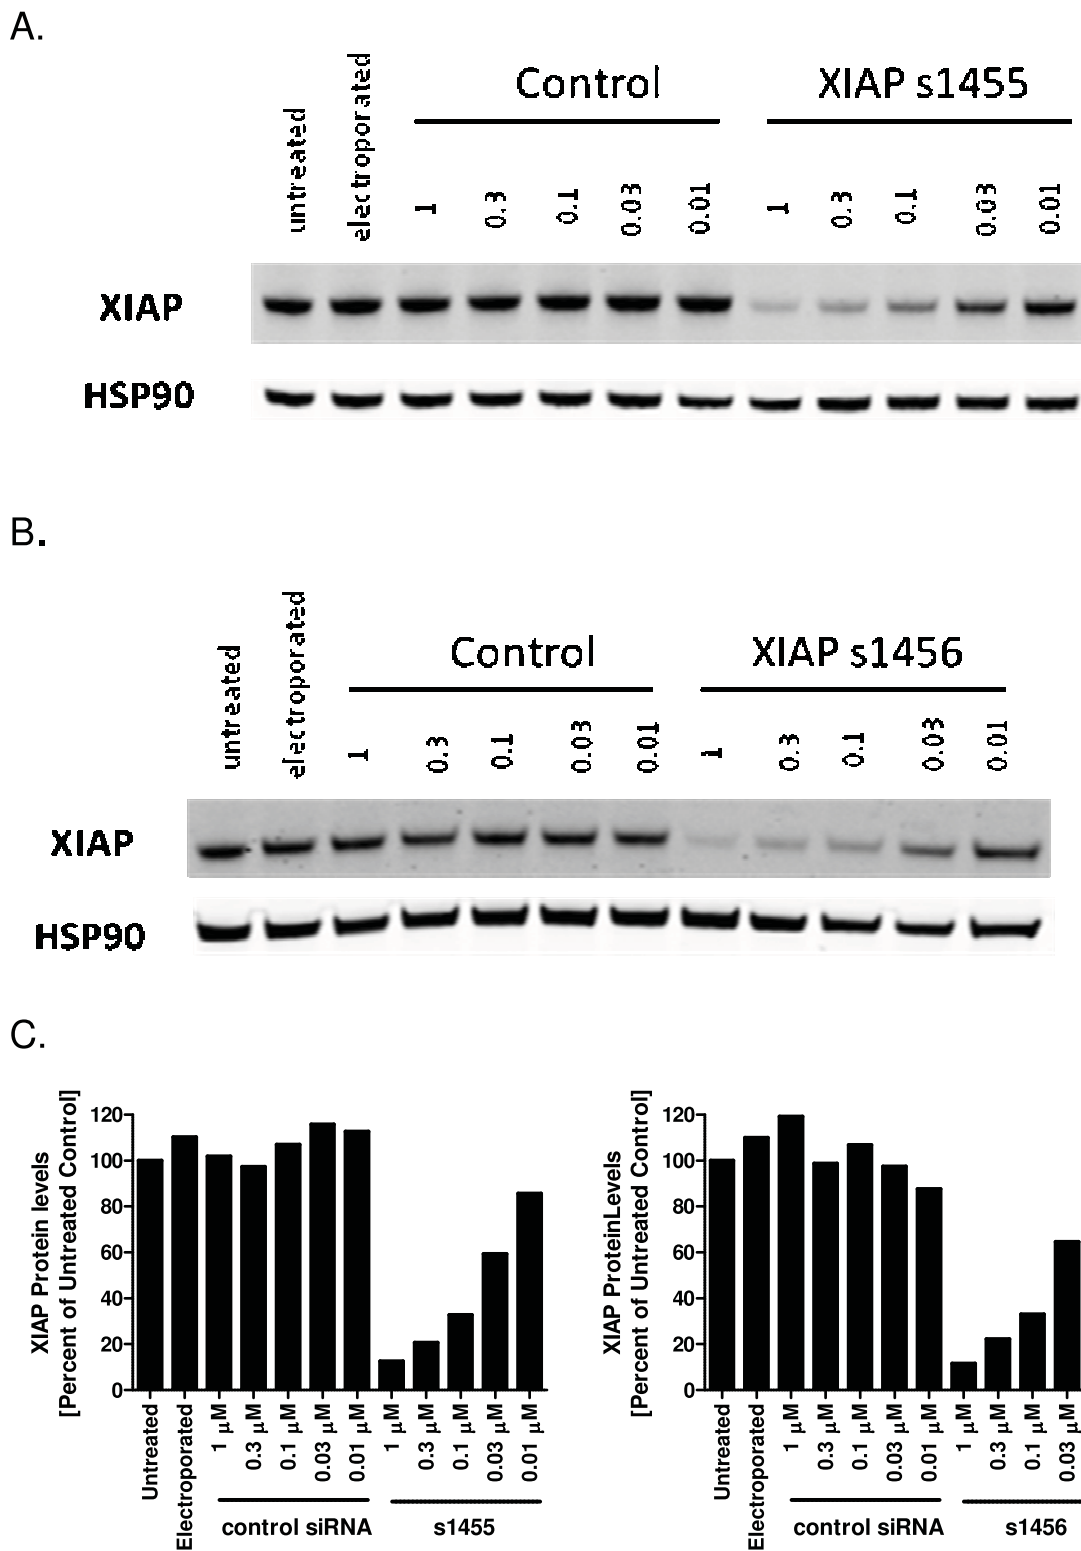 A.
Control XIAP s1455
untreated electroporated 1 0.3 0.1 0.03 0.01 1 0.3 0.1 0.03 0.01
XIAP
HSP90
B.
Control XIAP s1456
untreated electroporated 1 0.3 0.1 0.03 0.01 1 0.3 0.1 0.03 0.01
XIAP
HSP90
C.
XIAP Protein levels
[Percent of Untreated Control]
120
100
80
60
40
20
0
Untreated Electroporated 1 µM 0.3 µM 0.1 µM 0.03 µM 0.01 µM 1 µM 0.3 µM 0.1 µM 0.03 µM 0.01 µM
control siRNA s1455
XIAP ProteinLevels
[Percent of Untreated Control]
120
100
80
60
40
20
0
Untreated Electroporated 1 µM 0.3 µM 0.1 µM 0.03 µM 0.01 µM 1 µM 0.3 µM 0.1 µM 0.03 µM
control siRNA s1456